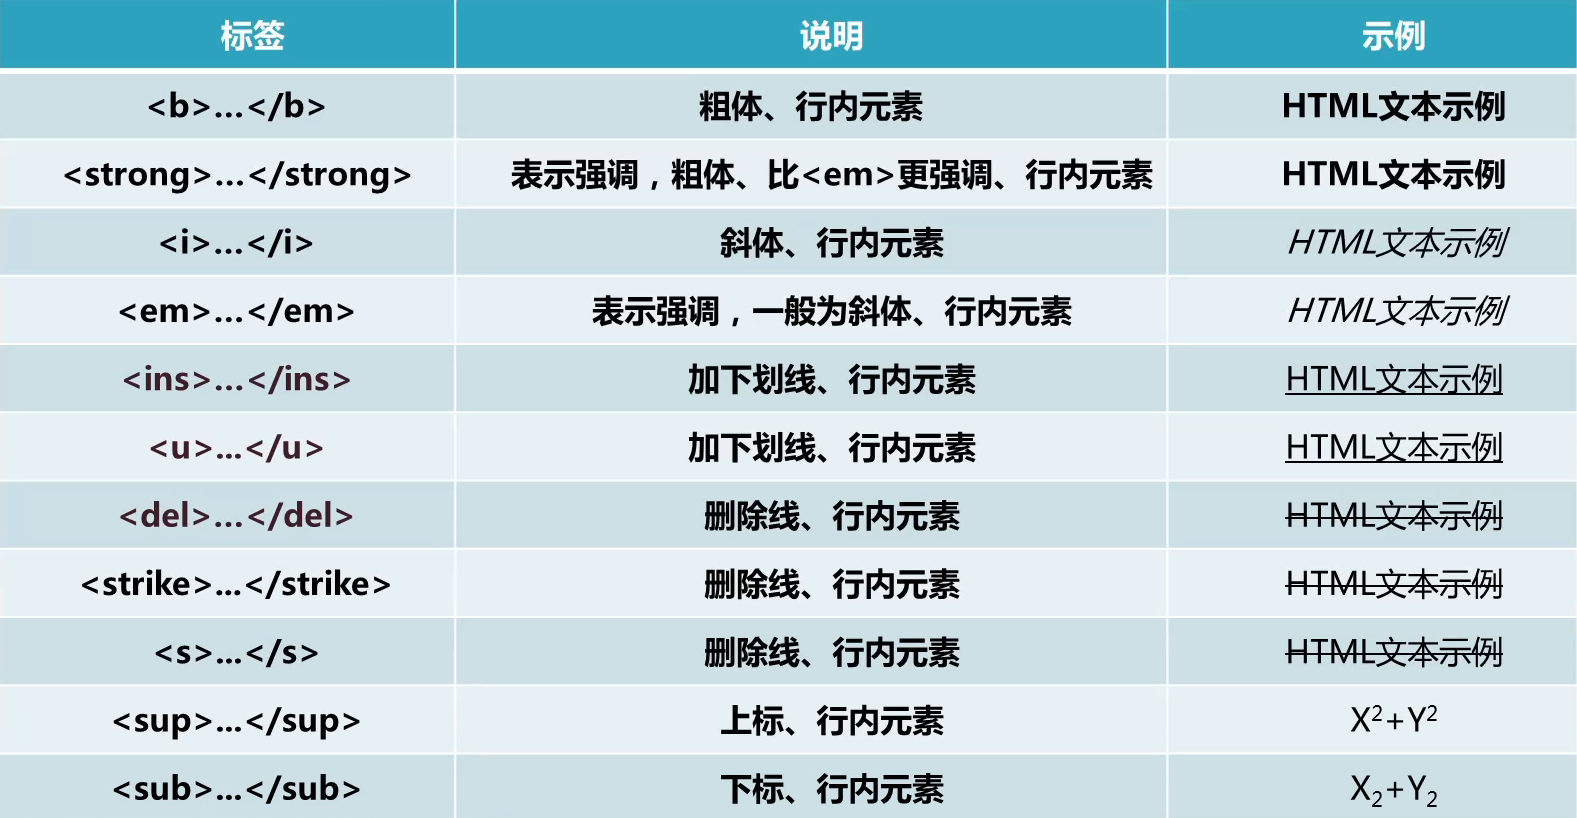 标签 说明 示例
<b>...</b> 粗体、行内元素 HTML文本示例
<strong>...</strong> 表示强调，粗体、比<em>更强调、行内元素 HTML文本示例
<i>...</i> 斜体、行内元素 HTML文本示例
<em>...</em> 表示强调，一般为斜体、行内元素 HTML文本示例
<ins>...</ins> 加下划线、行内元素 HTML文本示例
<u>...</u> 加下划线、行内元素 HTML文本示例
<del>...</del> 删除线、行内元素 HTML文本示例
<strike>...</strike> 删除线、行内元素 HTML文本示例
<s>...</s> 删除线、行内元素 HTML文本示例
<sup>...</sup> 上标、行内元素 X²+Y²
<sub>...</sub> 下标、行内元素 X₂+Y₂